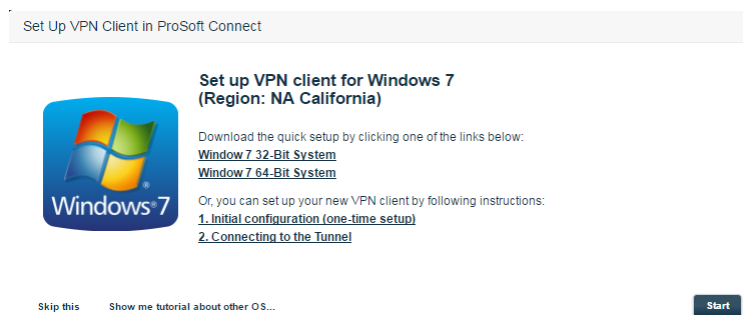 Set Up VPN Client in ProSoft Connect
Set up VPN client for Windows 7
(Region: NA California)
Download the quick setup by clicking one of the links below:
Window 7 32-Bit System
Window 7 64-Bit System
Windows®7
Or, you can set up your new VPN client by following instructions:
1. Initial configuration (one-time setup)
2. Connecting to the Tunnel
Skip this
Show me tutorial about other OS...
Start